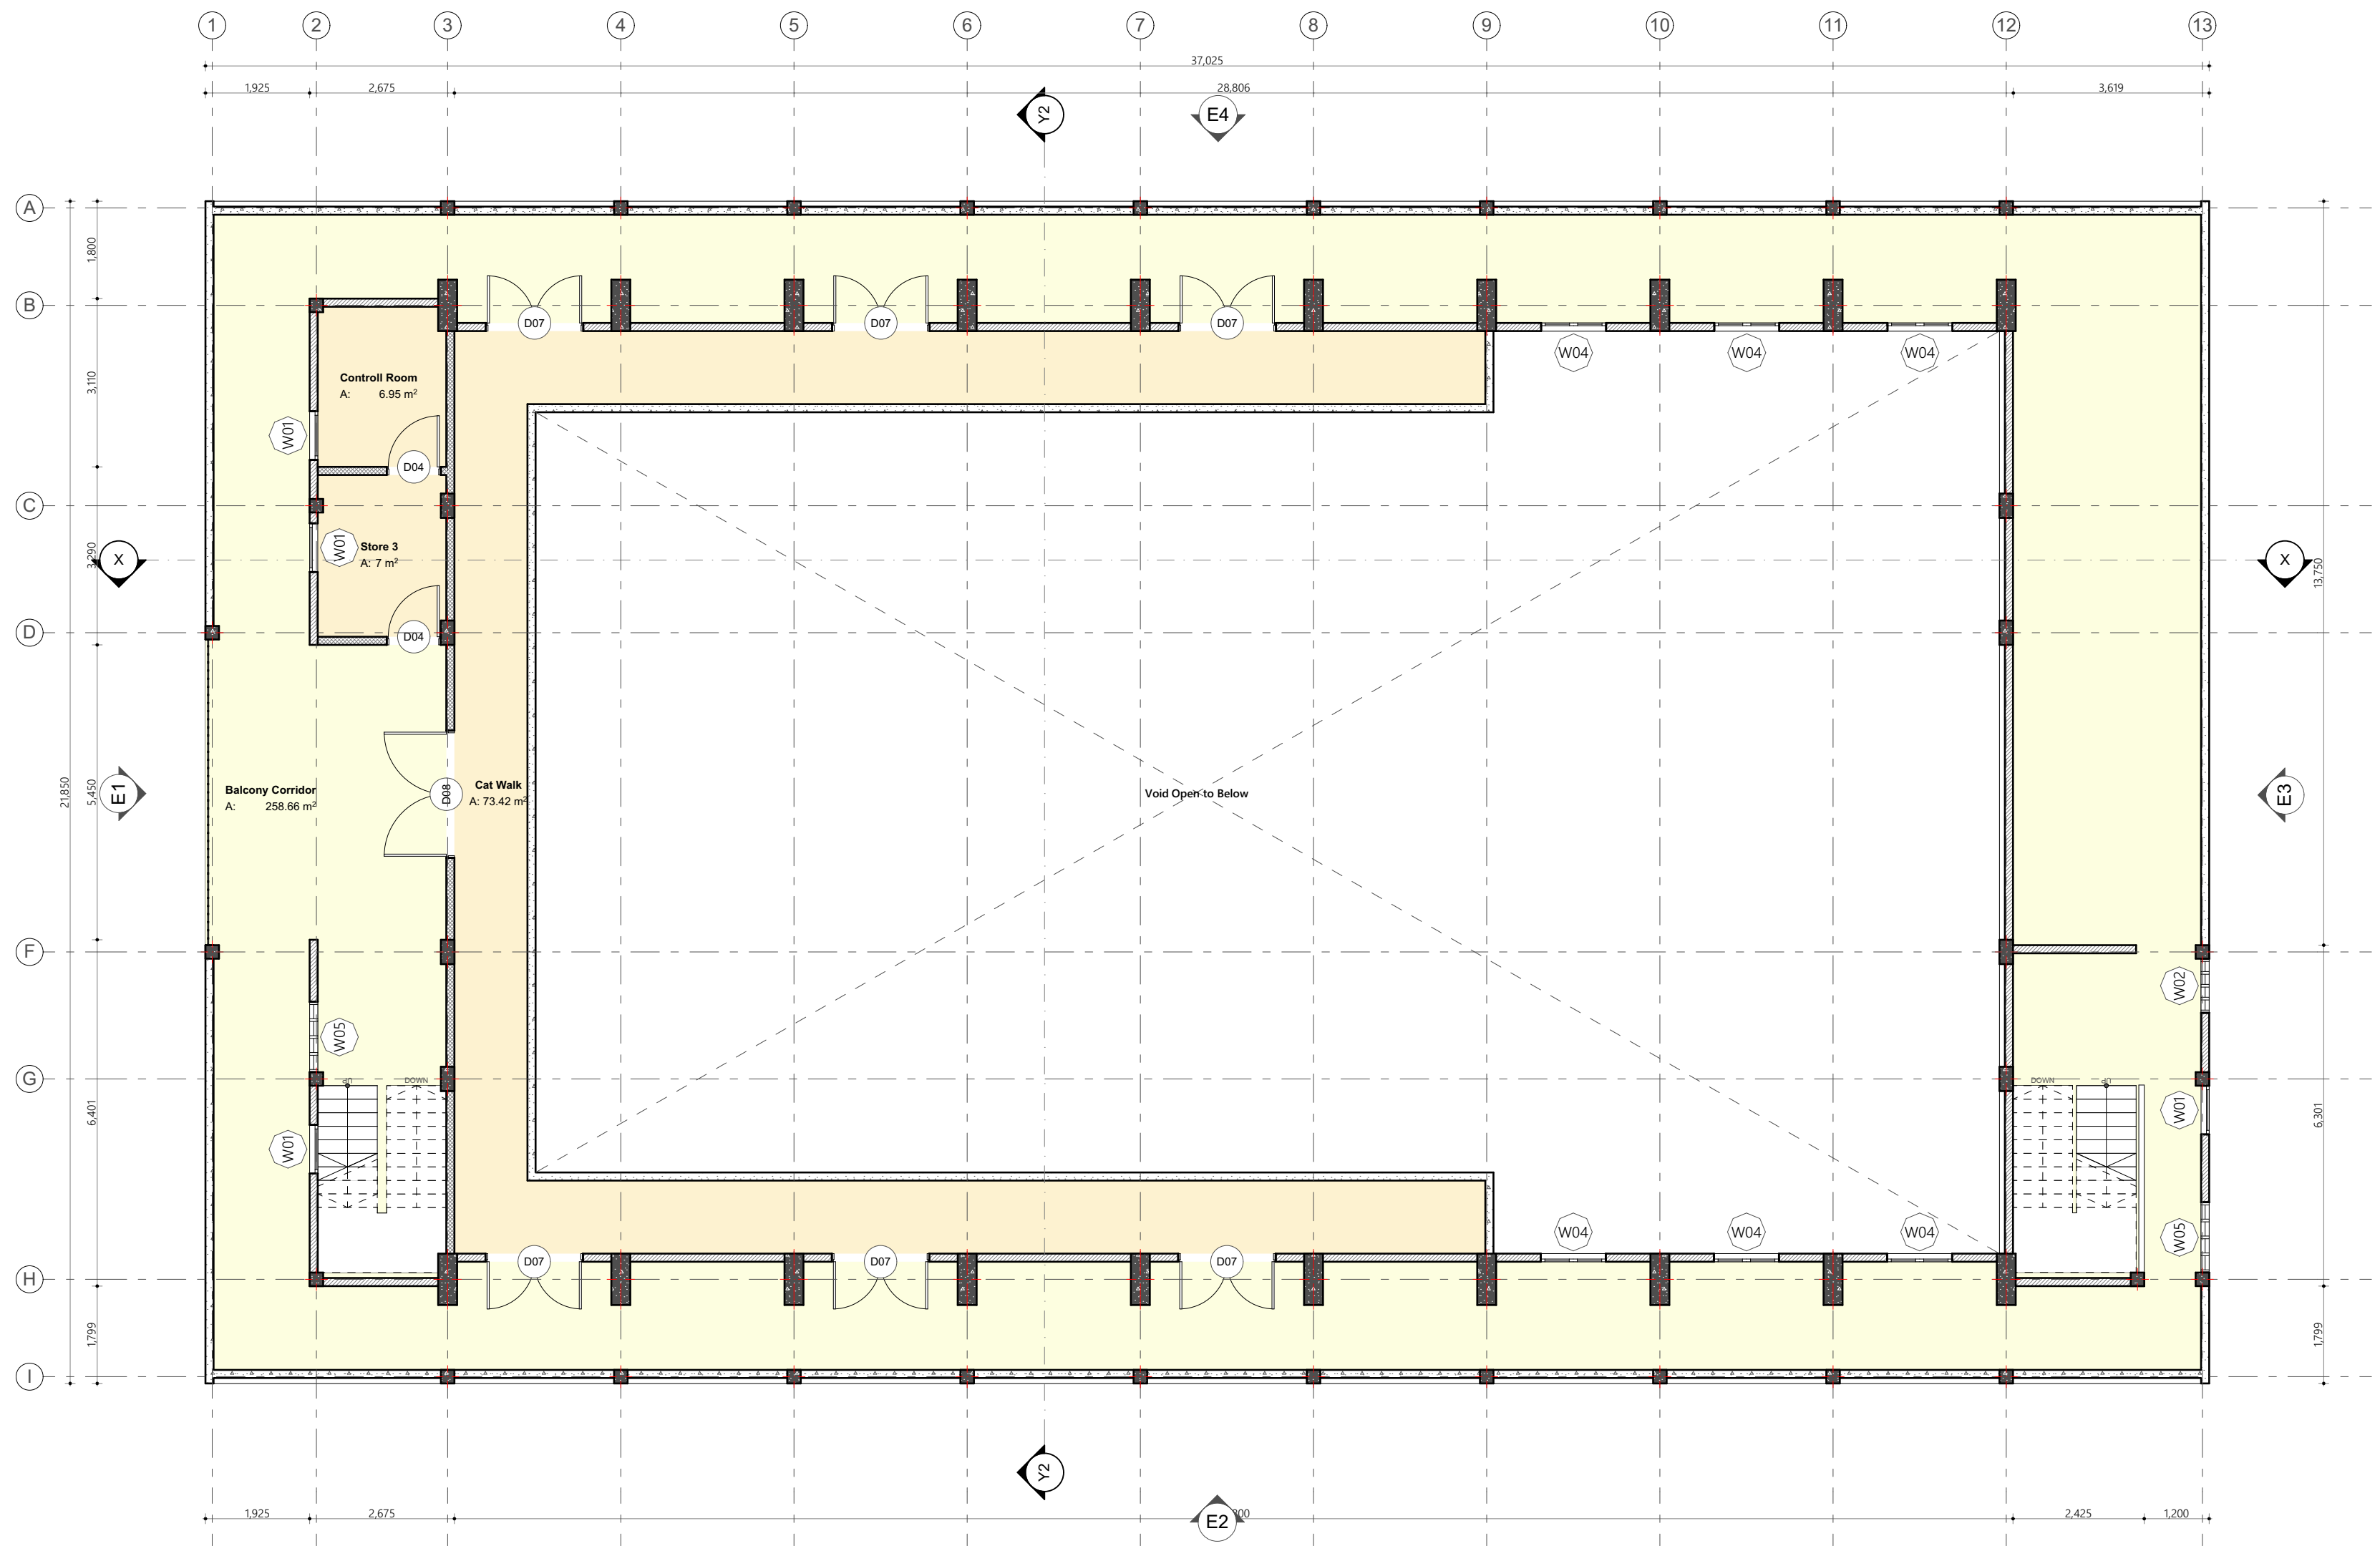 1 2 3 4 5 6 7 8 9 10 11 12 13
37,025
1,925 2,675 28,806 3,619
Y2 E4
A
1,800
B
D07 D07 D07
W04 W04 W04
Controll Room
A: 6.95 m²
3,110
W01
D04
C
W01
Store 3
A: 7 m²
3,290
X X
13,750
D
D04
Balcony Corridor
A: 258.66 m²
D08
Cat Walk
A: 73.42 m²
Void Open to Below
21,850
5,450
E1 E3
F
W02
W05
G
UP DOWN
DOWN UP
W01 W01
6,401
6,301
W04 W04 W04
W05
D07 D07 D07
H
1,799 1,799
I
Y2
1,925 2,675 E2 2,425 1,200